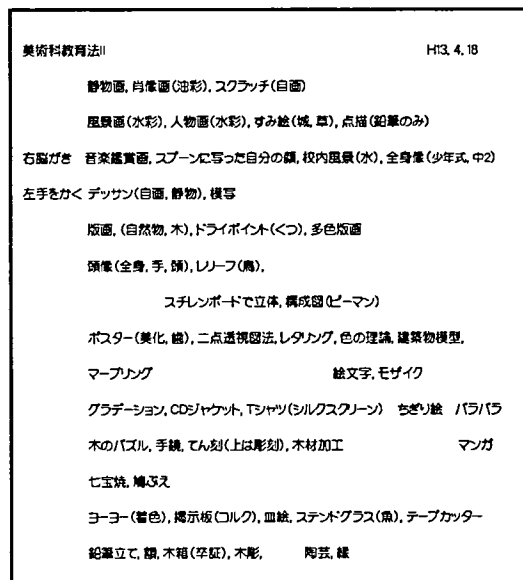 美術科教育法II H13. 4. 18
静物画, 肖像画(油彩), スクラッチ(自画)
風景画(水彩), 人物画(水彩), すみ絵(城, 草), 点描(鉛筆のみ)
右脳がき 音楽鑑賞画, スプーンに写った自分の顔, 校内風景(水), 全身像(少年式, 中2)
左手をかく デッサン(自画, 静物), 模写
版画, (自然物, 木), ドライポイント(くつ), 多色版画
頭像(全身, 手, 頭), レリーフ(鳥),
スチレンボードで立体, 構成図(ピーマン)
ポスター(美化, 歯), 二点透視図法, レタリング, 色の理論, 建築物模型,
マーブリング 絵文字, モザイク
グラデーション, CDジャケット, Tシャツ(シルクスクリーン) ちぎり絵 パラパラ
木のパズル, 手鏡, てん刻(上は彫刻), 木材加工 マンガ
七宝焼, 鳩ぶえ
ヨーヨー(着色), 掲示板(コルク), 皿絵, ステンドグラス(魚), テープカッター
鉛筆立て, 額, 木箱(卒証), 木彫, 陶芸,